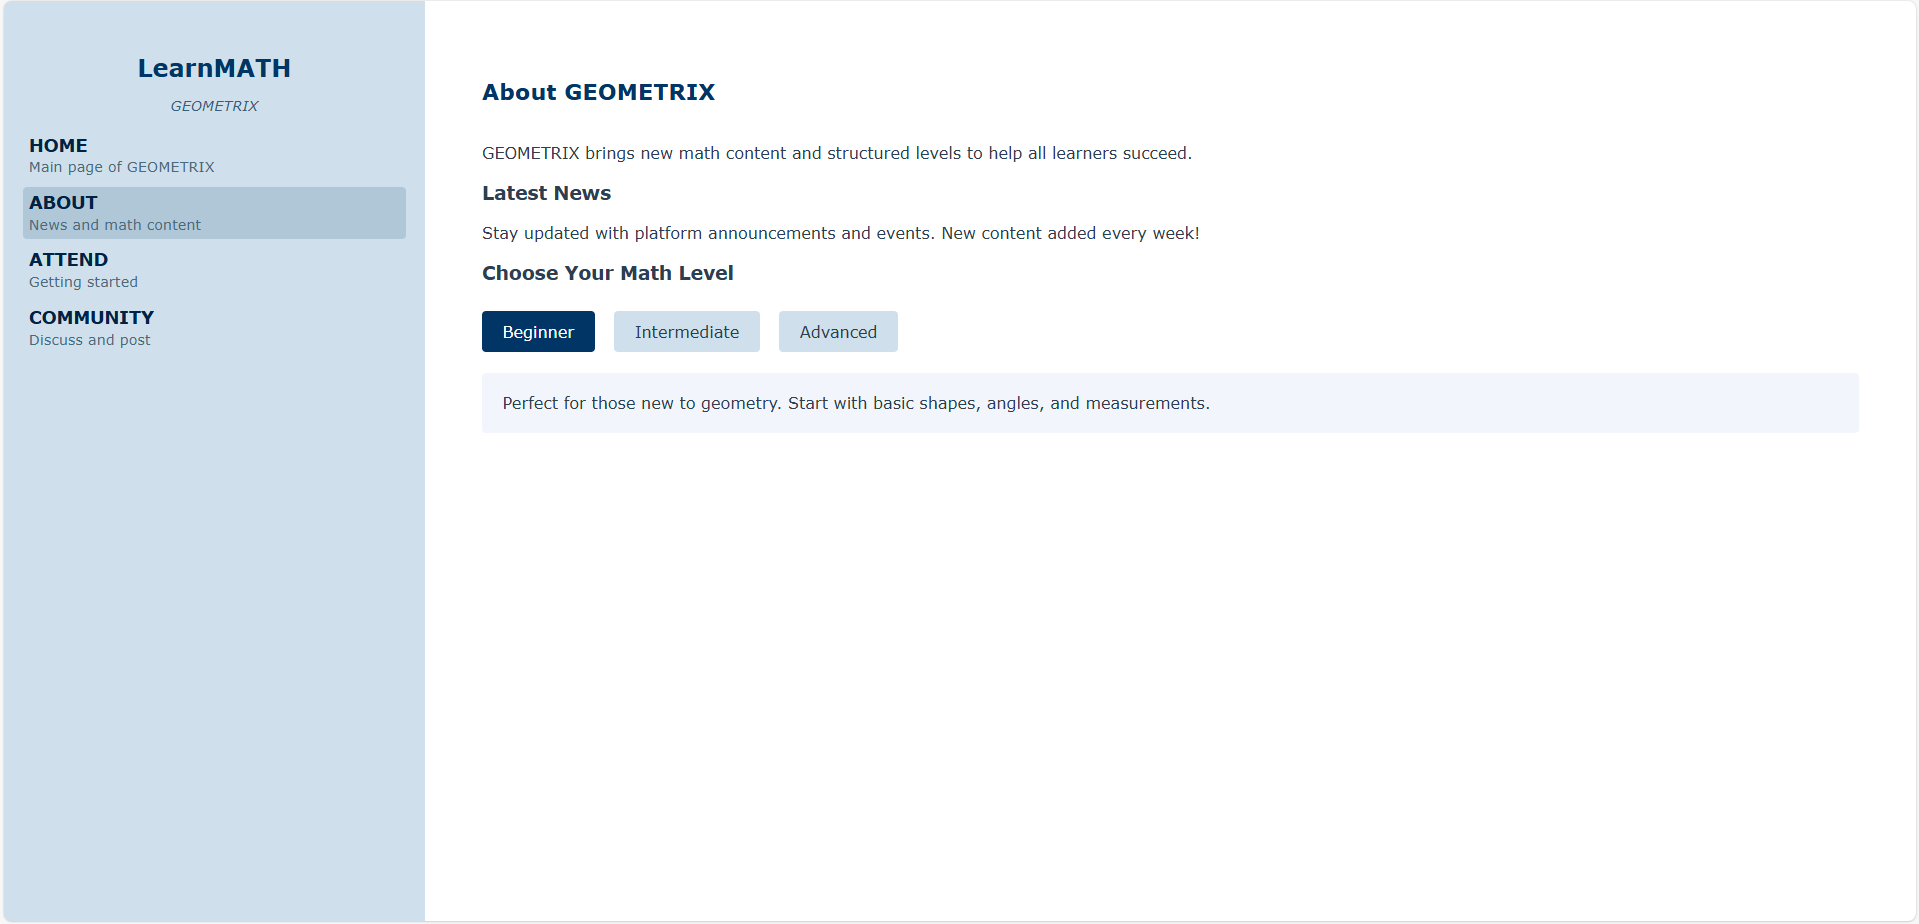 LearnMATH
GEOMETRIX
HOME
Main page of GEOMETRIX
ABOUT
News and math content
ATTEND
Getting started
COMMUNITY
Discuss and post
About GEOMETRIX
GEOMETRIX brings new math content and structured levels to help all learners succeed.
Latest News
Stay updated with platform announcements and events. New content added every week!
Choose Your Math Level
Beginner Intermediate Advanced
Perfect for those new to geometry. Start with basic shapes, angles, and measurements.